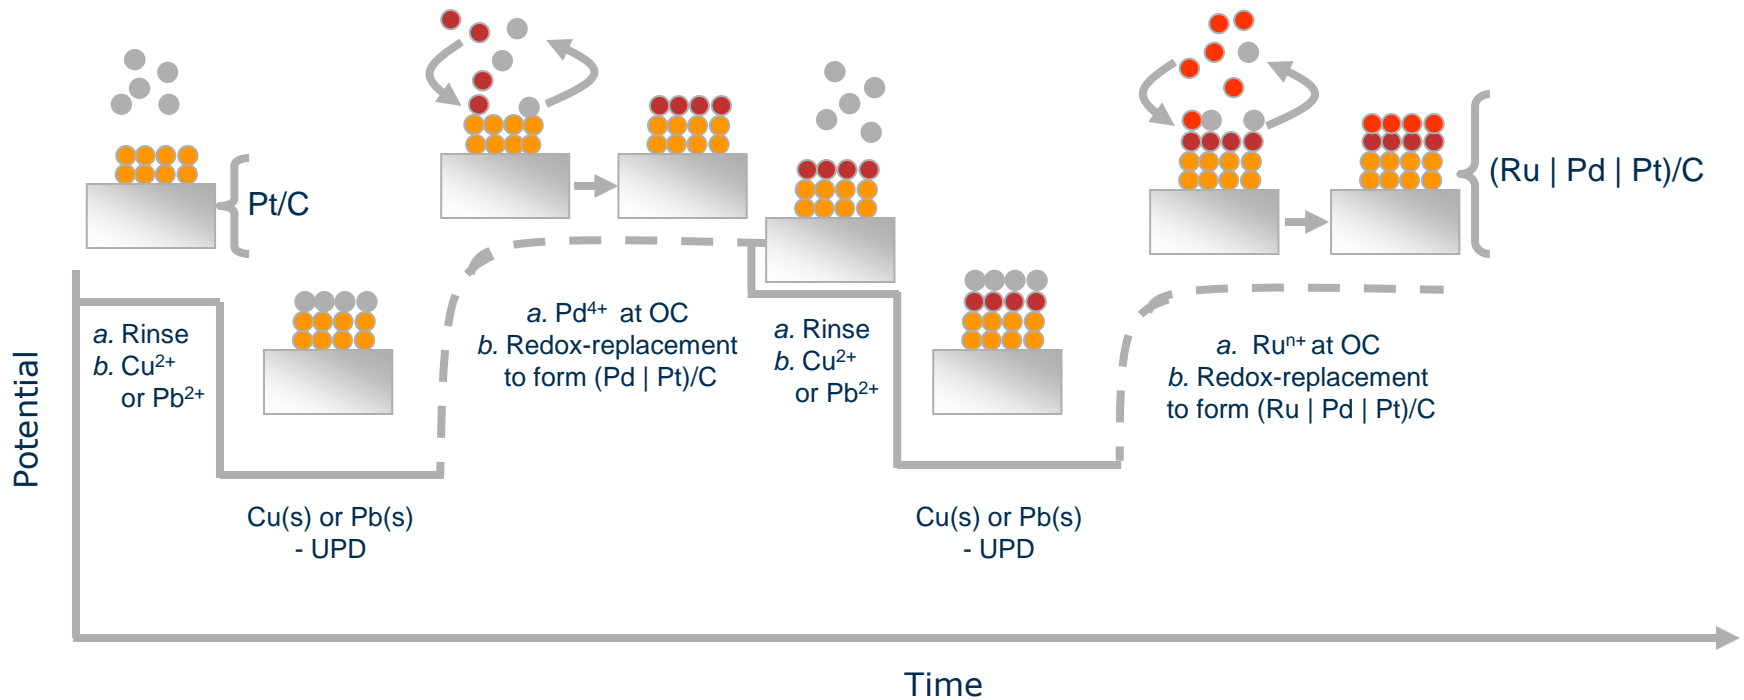 Pt/C
(Ru | Pd | Pt)/C
a. Rinse
b. Cu²⁺
or Pb²⁺
a. Pd⁴⁺ at OC
b. Redox-replacement
to form (Pd | Pt)/C
a. Rinse
b. Cu²⁺
or Pb²⁺
a. Ruⁿ⁺ at OC
b. Redox-replacement
to form (Ru | Pd | Pt)/C
Potential
Cu(s) or Pb(s)
- UPD
Cu(s) or Pb(s)
- UPD
Time